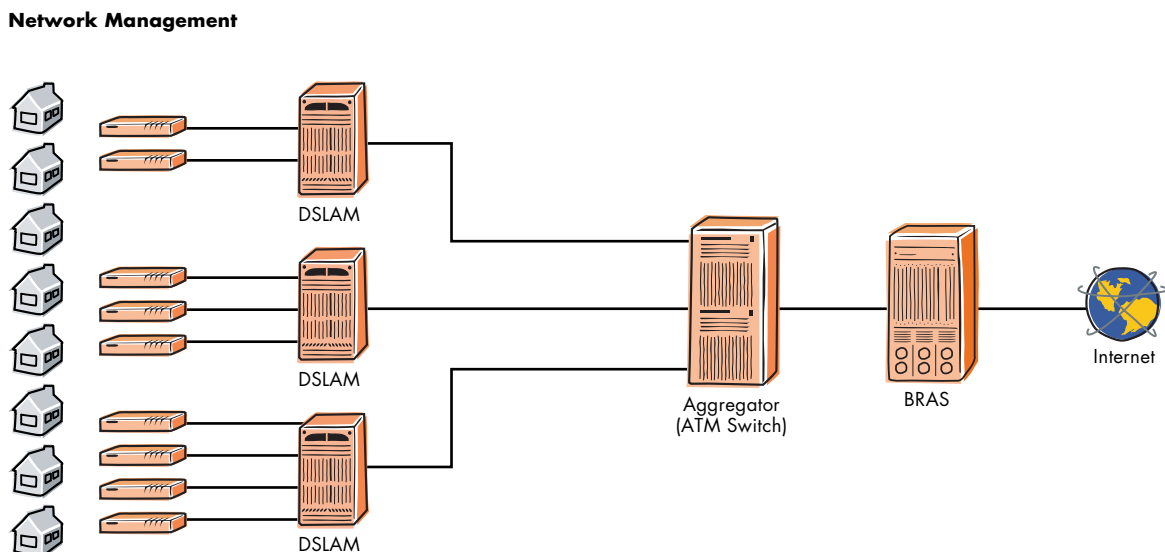 Network Management
DSLAM
DSLAM
DSLAM
Aggregator
(ATM Switch)
BRAS
Internet